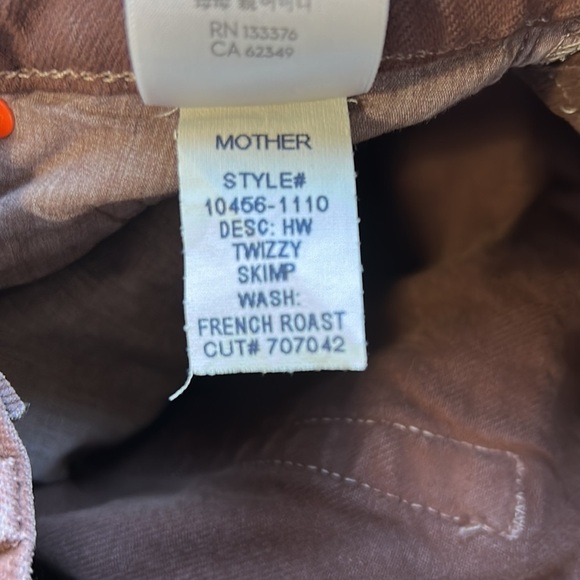 RN 133376
CA 62349
MOTHER
STYLE#
10456-1110
DESC: HW
TWIZZY
SKIMP
WASH:
FRENCH ROAST
CUT# 707042